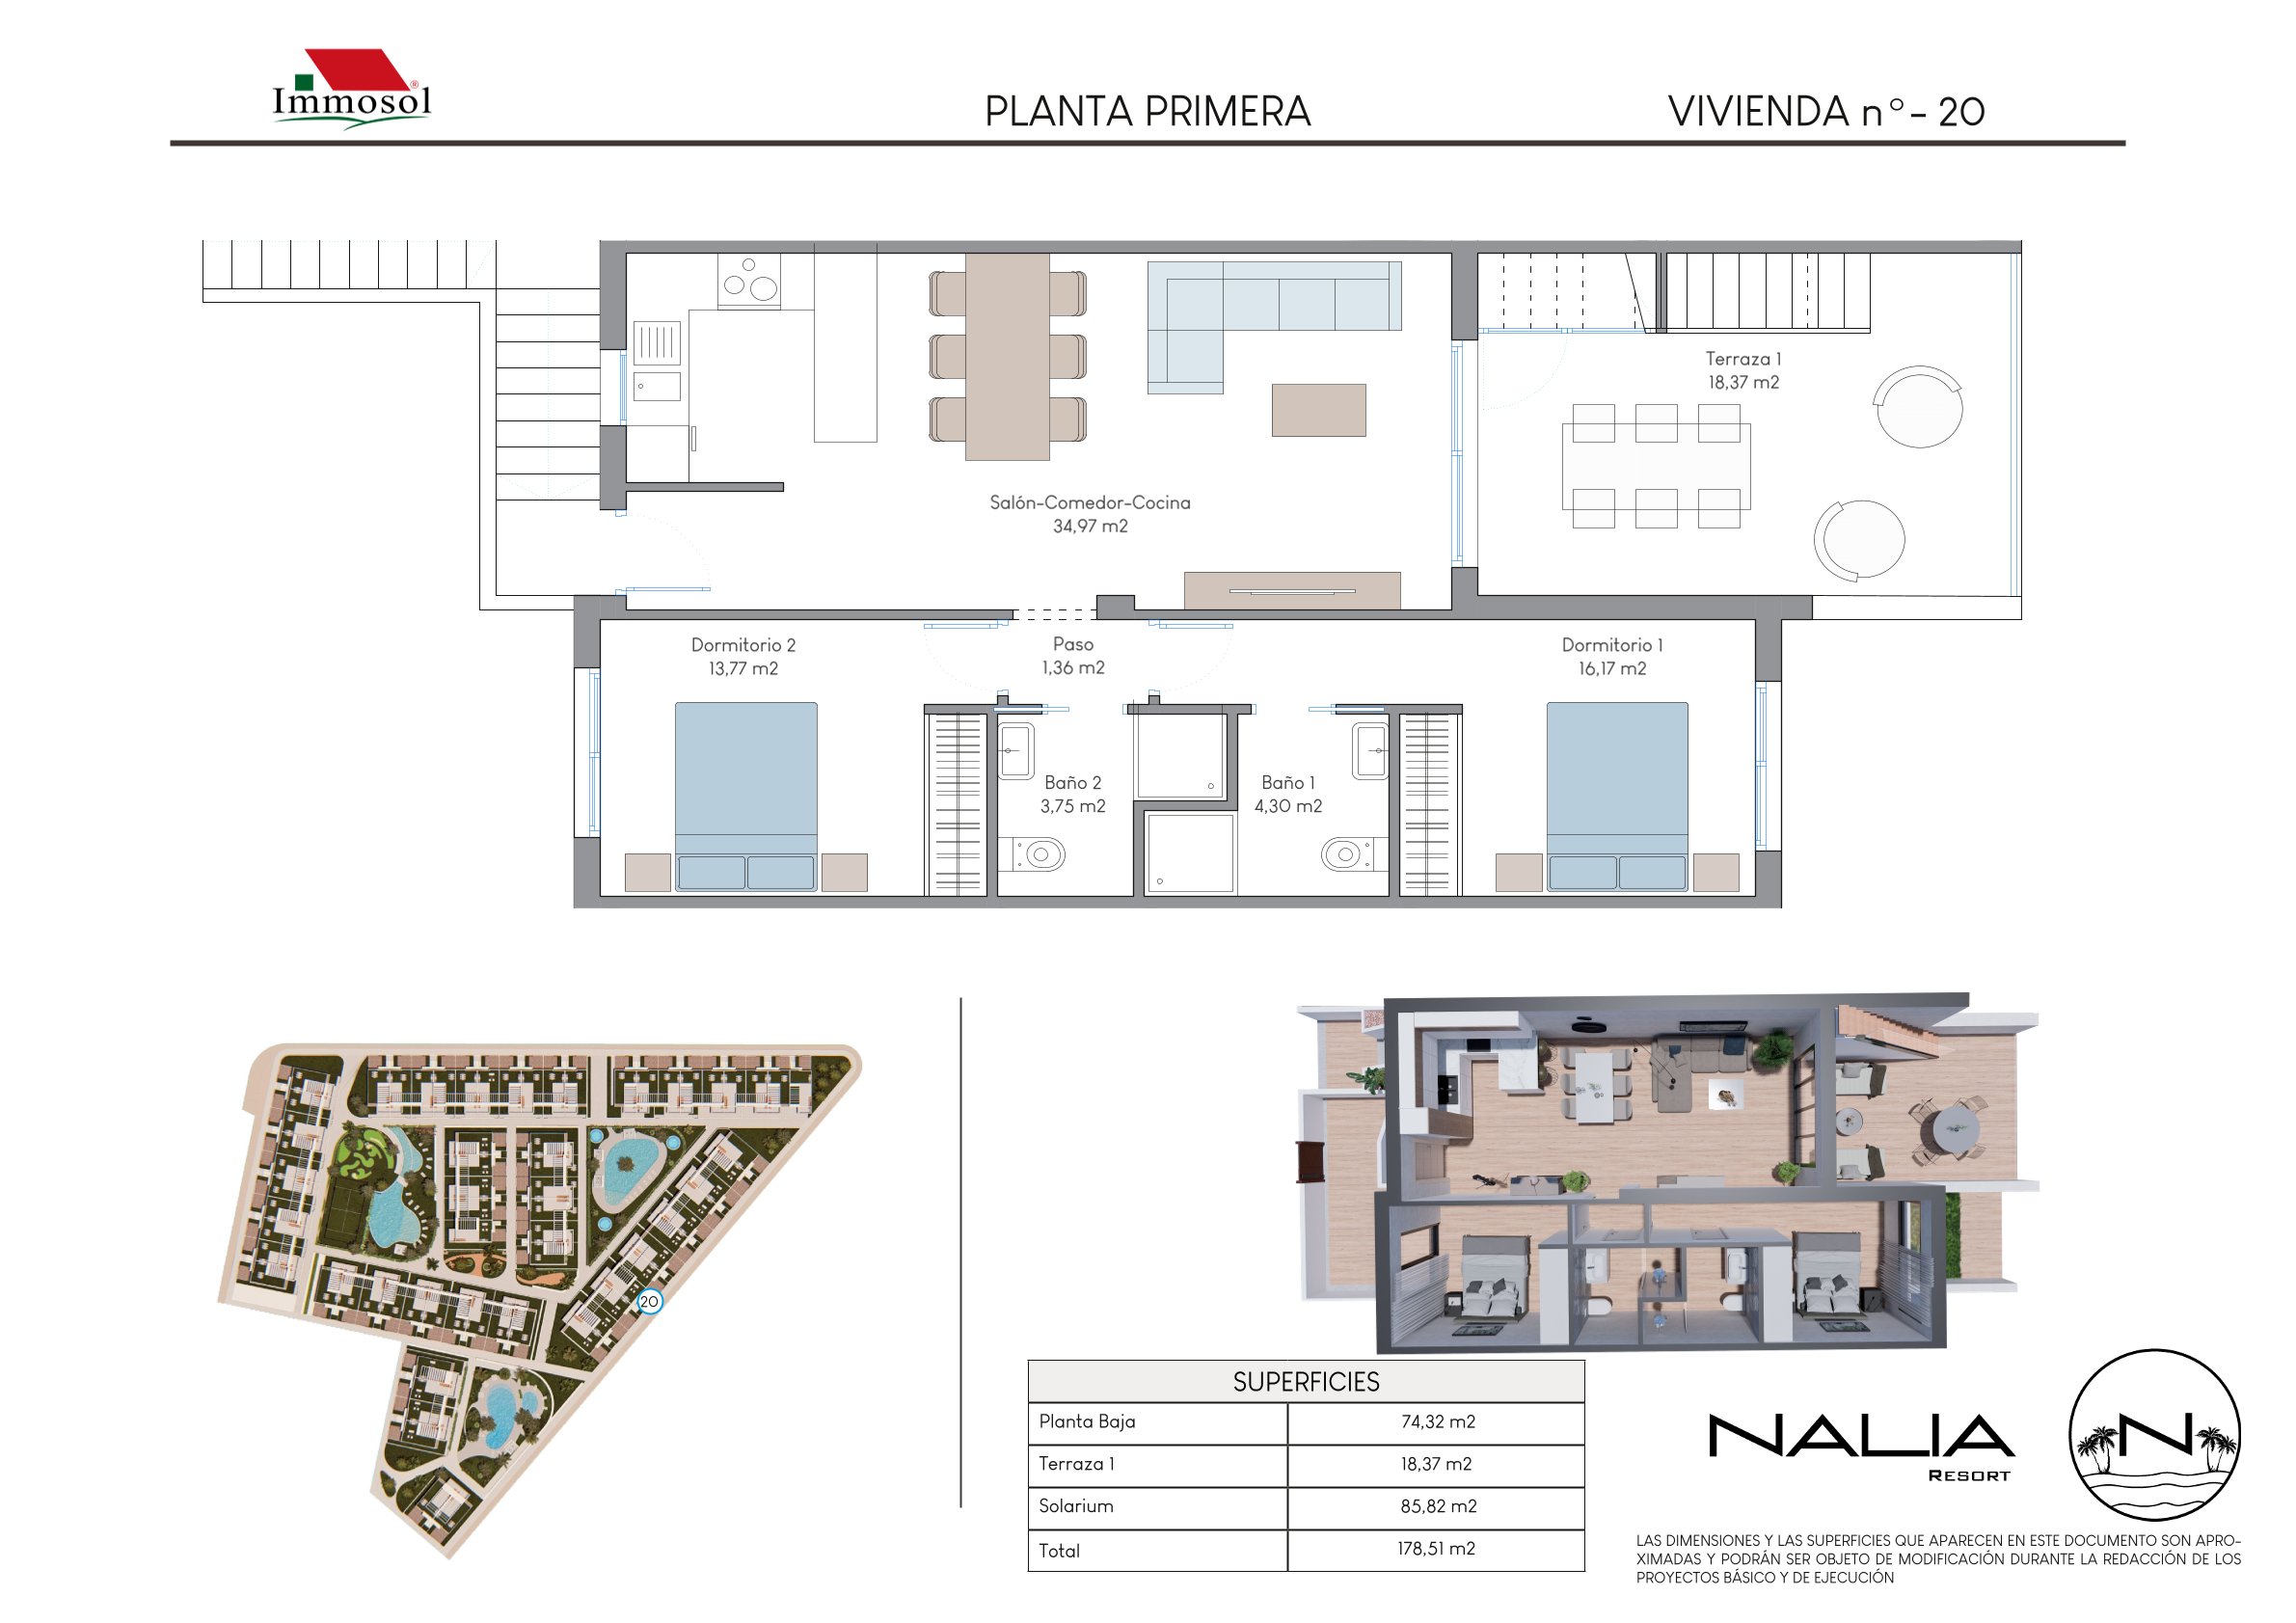 Immosol®
PLANTA PRIMERA
VIVIENDA nº- 20
Terraza 1
18,37 m2
Salón-Comedor-Cocina
34,97 m2
Dormitorio 2
13,77 m2
Paso
1,36 m2
Dormitorio 1
16,17 m2
Baño 2
3,75 m2
Baño 1
4,30 m2
20
SUPERFICIES
Planta Baja 74,32 m2
Terraza 1 18,37 m2
Solarium 85,82 m2
Total 178,51 m2
NALIA
RESORT
N
LAS DIMENSIONES Y LAS SUPERFICIES QUE APARECEN EN ESTE DOCUMENTO SON APRO-
XIMADAS Y PODRÁN SER OBJETO DE MODIFICACIÓN DURANTE LA REDACCIÓN DE LOS
PROYECTOS BÁSICO Y DE EJECUCIÓN